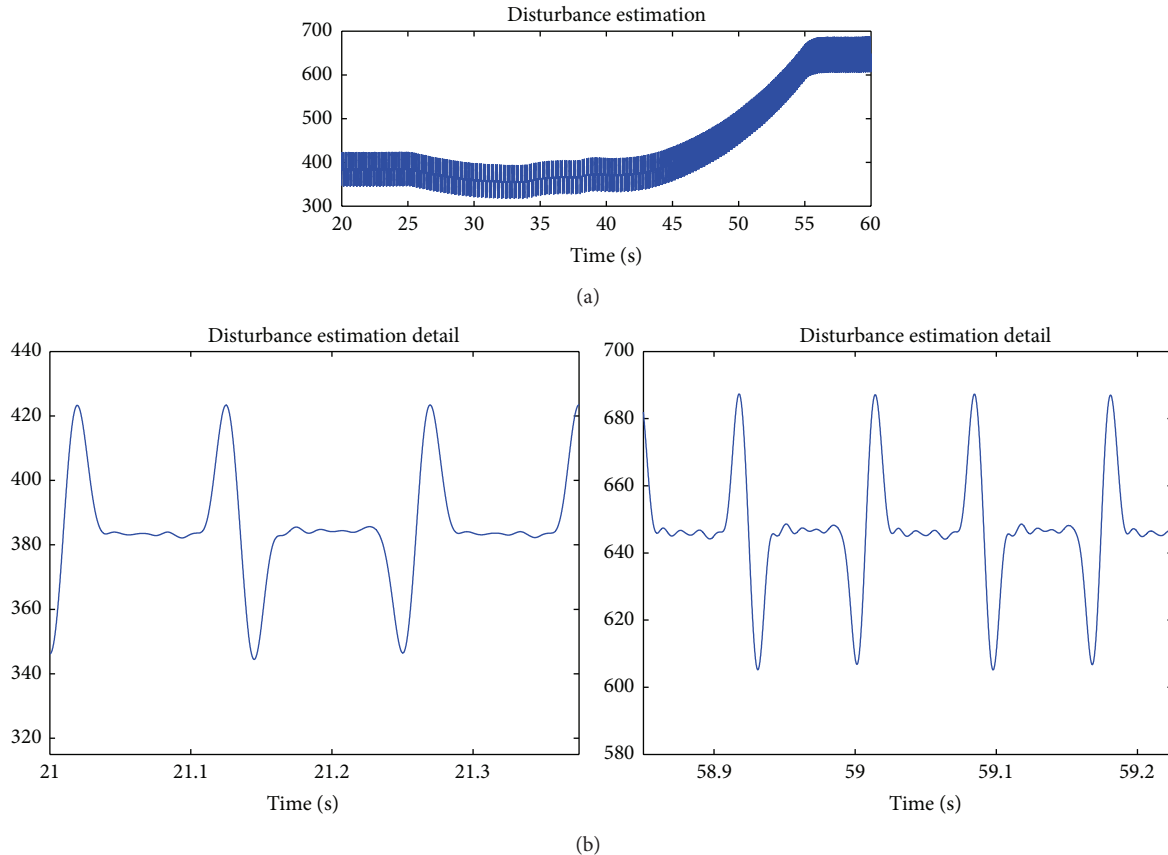 Disturbance estimation
700
600
500
400
300
20 25 30 35 40 45 50 55 60
Time (s)
(a)
Disturbance estimation detail
440
420
400
380
360
340
320
21 21.1 21.2 21.3
Time (s)
Disturbance estimation detail
700
680
660
640
620
600
580
58.9 59 59.1 59.2
Time (s)
(b)